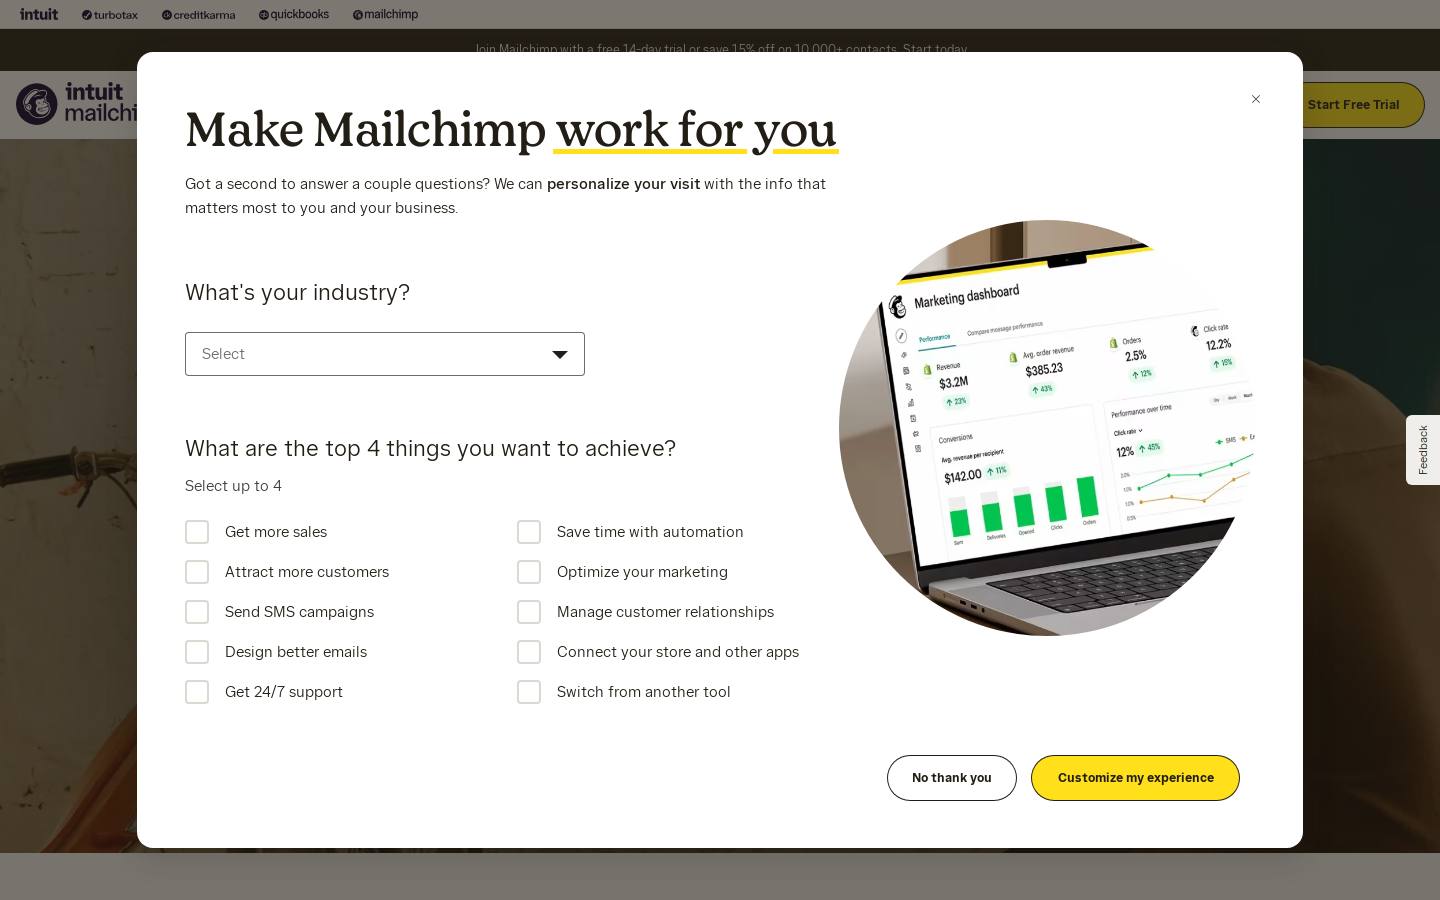 intuit
turbotax
creditkarma
quickbooks
mailchimp
Join Mailchimp with a free 14-day trial or save 15% off on 10,000+ contacts. Start today
intuit
mailchi
Start Free Trial
Make Mailchimp work for you
Got a second to answer a couple questions? We can personalize your visit with the info that
matters most to you and your business.
What's your industry?
Select
What are the top 4 things you want to achieve?
Select up to 4
Get more sales
Save time with automation
Attract more customers
Optimize your marketing
Send SMS campaigns
Manage customer relationships
Design better emails
Connect your store and other apps
Get 24/7 support
Switch from another tool
Marketing dashboard
Performance
Compare message performance
Revenue
$3.2M
23%
Avg. order revenue
$385.23
43%
Orders
2.5%
12%
Click rate
12.2%
15%
Conversions
Avg. revenue per recipient
$142.00
11%
Sent
Deliveries
Opened
Clicks
Orders
Performance over time
Click rate
12%
45%
SMS
No thank you
Customize my experience
Feedback